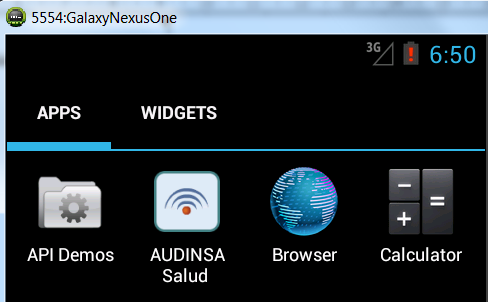 5554:GalaxyNexusOne
3G
6:50
APPS
WIDGETS
API Demos
AUDINSA
Salud
Browser
Calculator